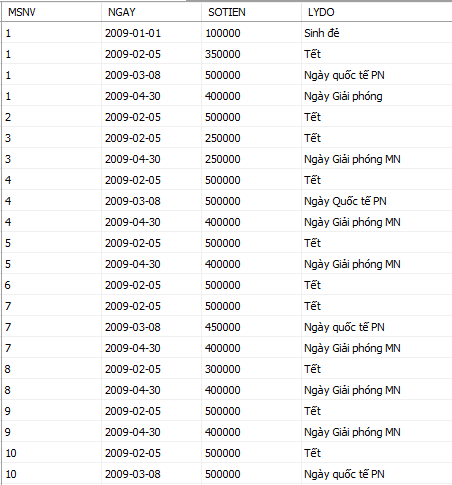 MSNV NGAY SOTIEN LYDO
1 2009-01-01 100000 Sinh đẻ
1 2009-02-05 350000 Tết
1 2009-03-08 500000 Ngày quốc tế PN
1 2009-04-30 400000 Ngày Giải phóng
2 2009-02-05 500000 Tết
3 2009-02-05 250000 Tết
3 2009-04-30 250000 Ngày Giải phóng MN
4 2009-02-05 500000 Tết
4 2009-03-08 500000 Ngày Quốc tế PN
4 2009-04-30 400000 Ngày Giải phóng MN
5 2009-02-05 500000 Tết
5 2009-04-30 400000 Ngày Giải phóng MN
6 2009-02-05 500000 Tết
7 2009-02-05 500000 Tết
7 2009-03-08 450000 Ngày quốc tế PN
7 2009-04-30 400000 Ngày Giải phóng MN
8 2009-02-05 300000 Tết
8 2009-04-30 400000 Ngày Giải phóng MN
9 2009-02-05 500000 Tết
9 2009-04-30 400000 Ngày Giải phóng MN
10 2009-02-05 500000 Tết
10 2009-03-08 500000 Ngày quốc tế PN